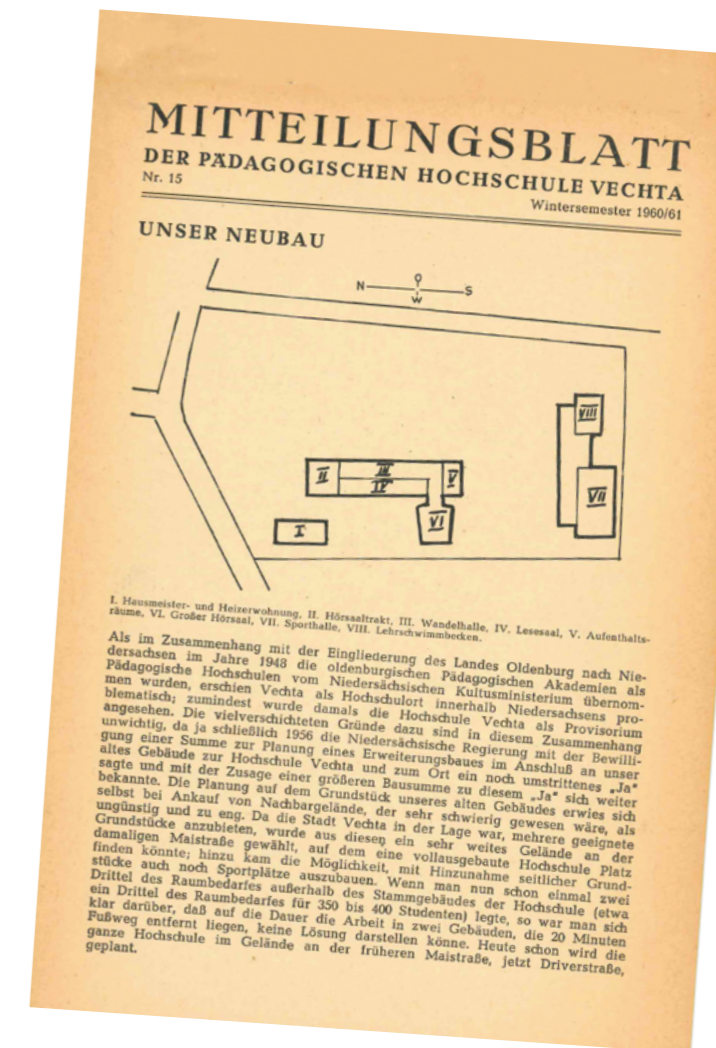 MITTEILUNGSBLATT
DER PÄDAGOGISCHEN HOCHSCHULE VECHTA
Nr. 15
Wintersemester 1960/61
UNSER NEUBAU
O
N S
W
VIII
II III V
IV VII
I VI
I. Hausmeister- und Heizerwohnung, II. Hörsaaltrakt, III. Wandelhalle, IV. Lesesaal, V. Aufenthalts-
räume, VI. Großer Hörsaal, VII. Sporthalle, VIII. Lehrschwimmbecken.
Als im Zusammenhang mit der Eingliederung des Landes Oldenburg nach Nie-
dersachsen im Jahre 1948 die oldenburgischen Pädagogischen Akademien als
Pädagogische Hochschulen vom Niedersächsischen Kultusministerium übernom-
men wurden, erschien Vechta als Hochschulort innerhalb Niedersachsens pro-
blematisch; zumindest wurde damals die Hochschule Vechta als Provisorium
angesehen. Die vielverschichteten Gründe dazu sind in diesem Zusammenhang
unwichtig, da ja schließlich 1956 die Niedersächsische Regierung mit der Bewilli-
gung einer Summe zur Planung eines Erweiterungsbaues im Anschluß an unser
altes Gebäude zur Hochschule Vechta und zum Ort ein noch umstrittenes „Ja"
sagte und mit der Zusage einer größeren Bausumme zu diesem „Ja" sich weiter
bekannte. Die Planung auf dem Grundstück unseres alten Gebäudes erwies sich
selbst bei Ankauf von Nachbargelände, der sehr schwierig gewesen wäre, als
ungünstig und zu eng. Da die Stadt Vechta in der Lage war, mehrere geeignete
Grundstücke anzubieten, wurde aus diesen ein sehr weites Gelände an der
damaligen Maistraße gewählt, auf dem eine vollausgebaute Hochschule Platz
finden könnte; hinzu kam die Möglichkeit, mit Hinzunahme seitlicher Grund-
stücke auch noch Sportplätze auszubauen. Wenn man nun schon einmal zwei
Drittel des Raumbedarfes außerhalb des Stammgebäudes der Hochschule (etwa
ein Drittel des Raumbedarfes für 350 bis 400 Studenten) legte, so war man sich
klar darüber, daß auf die Dauer die Arbeit in zwei Gebäuden, die 20 Minuten
Fußweg entfernt liegen, keine Lösung darstellen könne. Heute schon wird die
ganze Hochschule im Gelände an der früheren Maistraße, jetzt Driverstraße,
geplant.